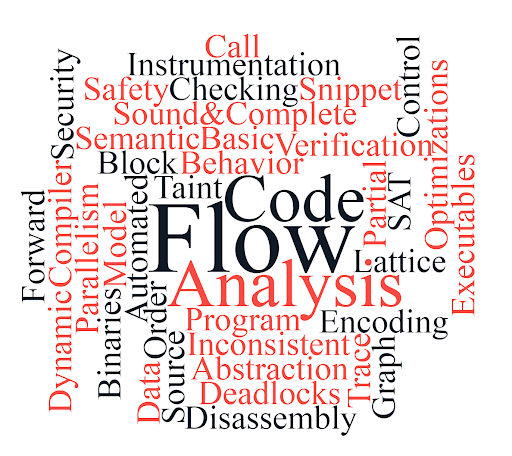 Call
Instrumentation
Safety Checking Snippet
Sound&Complete
Semantic Basic Verification
Block Behavior
Taint Code
Flow
Lattice
Analysis
Program Encoding
Inconsistent
Abstraction
Deadlocks
Disassembly
Forward
Security
Dynamic Compiler
Parallelism
Model
Binaries
Automated
Order
Data
Source
Trace
Graph
Partial
SAT
Control
Optimizations
Executables